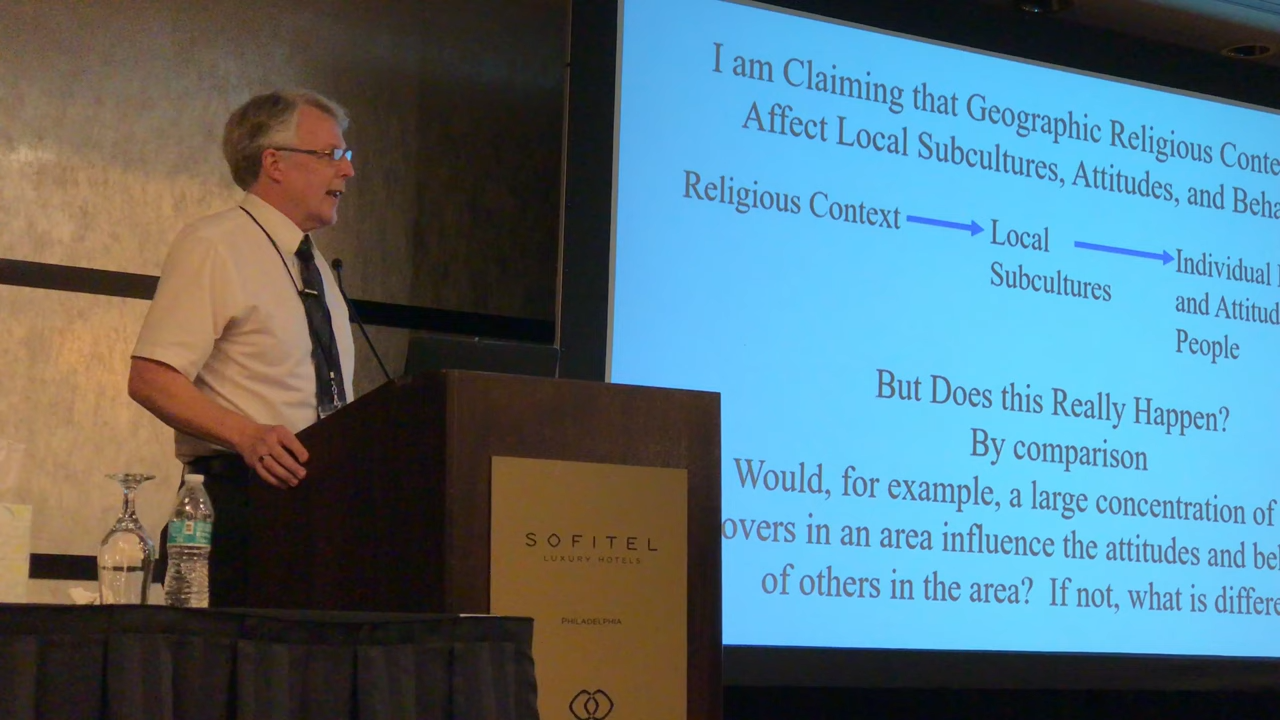 I am Claiming that Geographic Religious Conte
Affect Local Subcultures, Attitudes, and Beha
Religious Context
Local
Subcultures
Individual
and Attitud
People
But Does this Really Happen?
By comparison
Would, for example, a large concentration of
overs in an area influence the attitudes and bel
of others in the area? If not, what is differe
SOFITEL
LUXURY HOTELS
PHILADELPHIA